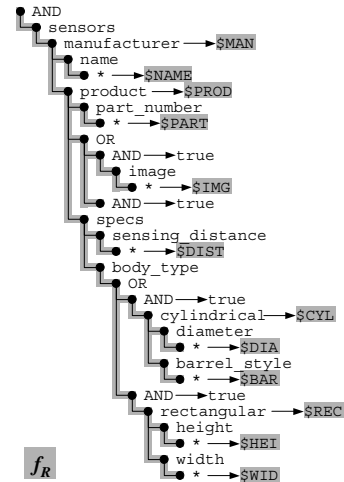 AND
sensors
manufacturer $MAN
name
* $NAME
product $PROD
part_number
* $PART
OR
AND true
image
* $IMG
AND true
specs
sensing_distance
* $DIST
body_type
OR
AND true
cylindrical $CYL
diameter
* $DIA
barrel_style
* $BAR
AND true
rectangular $REC
height
* $HEI
width
* $WID
fR